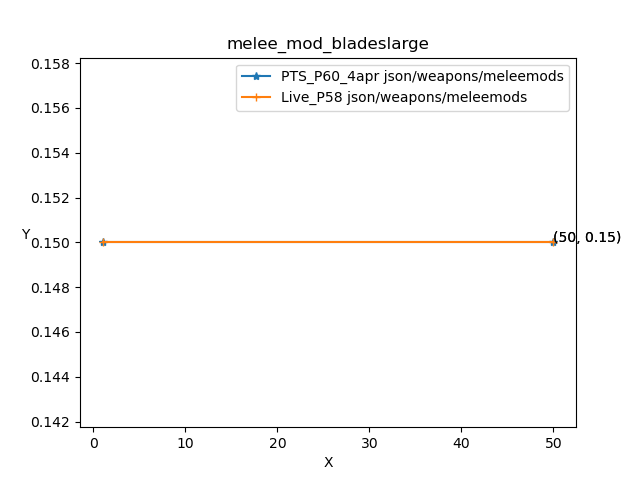 melee_mod_bladeslarge
PTS_P60_4apr json/weapons/meleemods
Live_P58 json/weapons/meleemods
0.158
0.156
0.154
0.152
0.150
0.148
0.146
0.144
0.142
Y
(50, 0.15)
0 10 20 30 40 50
X